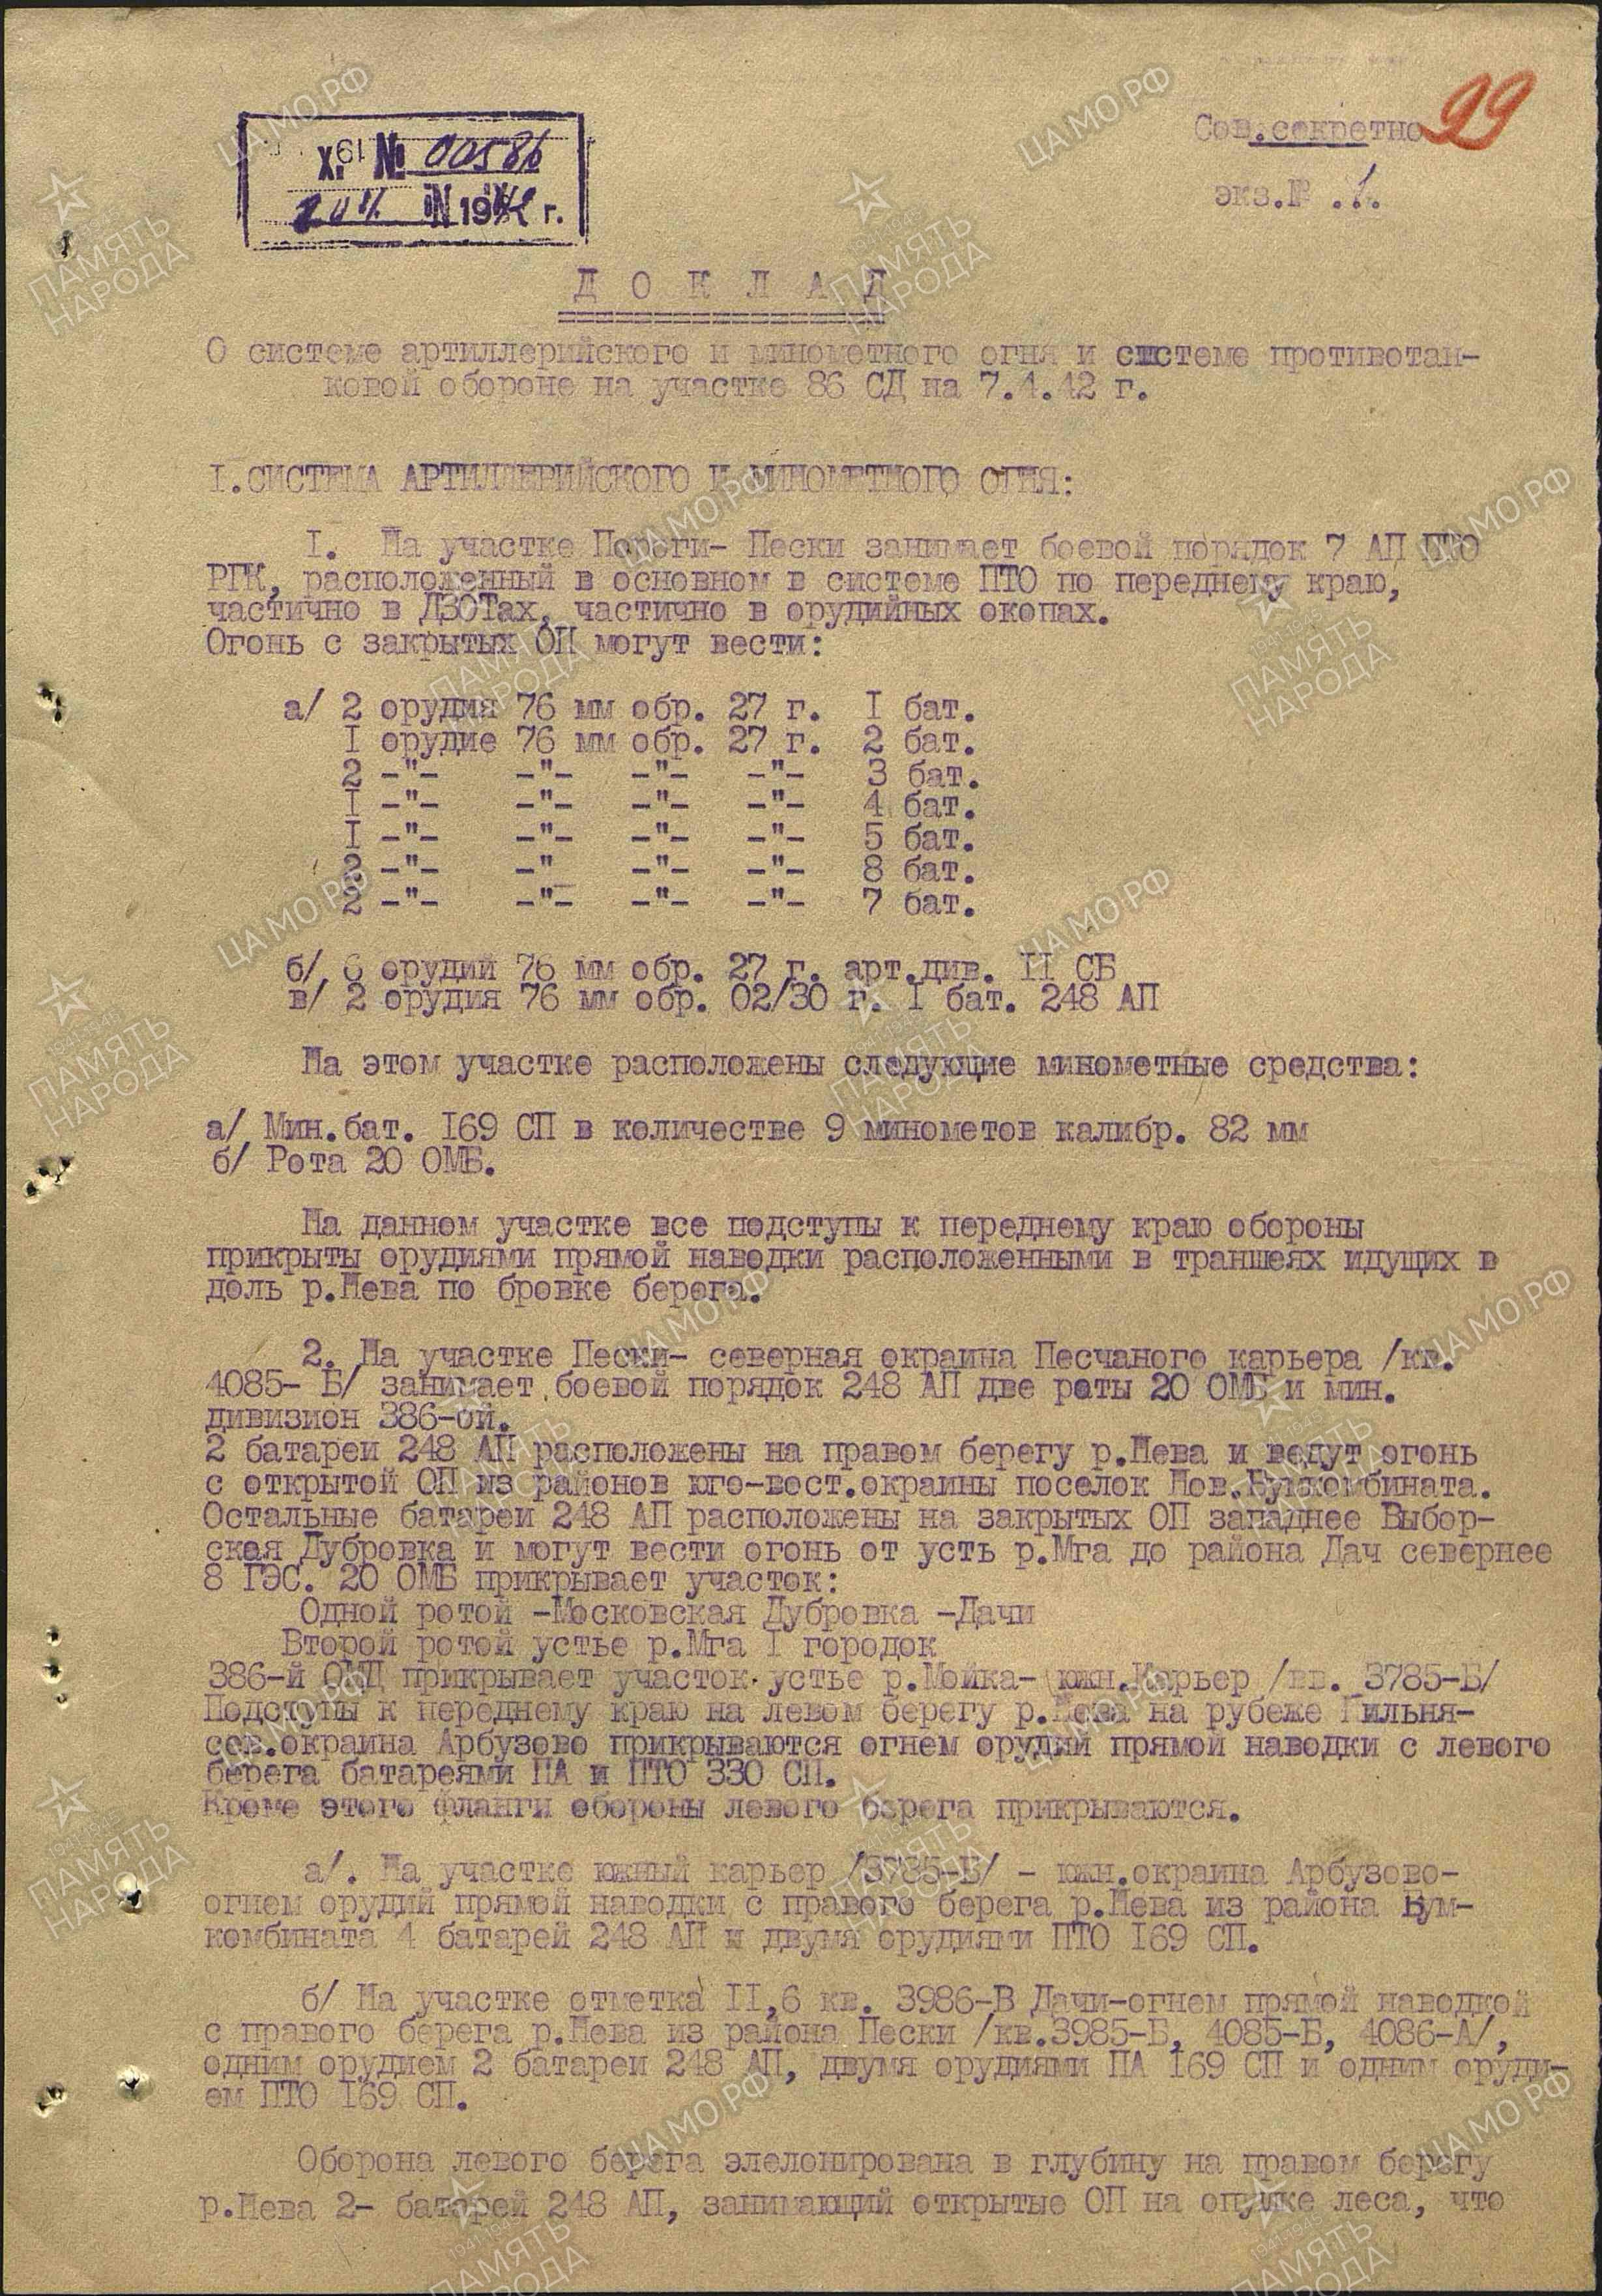 Сов.секретно 99
Вх. № 00586
экз.№ 1.
20 IV 1942 г.
Д О К Л А Д
О системе артиллерийского и минометного огня и системе противотан-
ковой обороне на участке 86 СД на 7.4.42 г.
I.СИСТЕМА АРТИЛЛЕРИЙСКОГО И МИНОМЕТНОГО ОГНЯ:
I. На участке Пороги- Пески занимает боевой порядок 7 АП ПТО
РГК, расположенный в основном в системе ПТО по переднему краю,
частично в ДЗОТах, частично в орудийных окопах.
Огонь с закрытых ОП могут вести:
а/ 2 орудия 76 мм обр. 27 г. I бат.
I орудие 76 мм обр. 27 г. 2 бат.
2 -"- -"- -"- -"- 3 бат.
I -"- -"- -"- -"- 4 бат.
I -"- -"- -"- -"- 5 бат.
2 -"- -" -"- -"- 8 бат.
2 -"- -"- -"- -"- 7 бат.
б/ 6 орудий 76 мм обр. 27 г. арт.див. II СБ
в/ 2 орудия 76 мм обр. 02/30 г. I бат. 248 АП
На этом участке расположены следующие минометные средства:
а/ Мин.бат. I69 СП в количестве 9 минометов калибр. 82 мм
б/ Рота 20 ОМБ.
На данном участке все подступы к переднему краю обороны
прикрыты орудиями прямой наводки расположенными в траншеях идущих в
доль р.Нева по бровке берега.
2. На участке Пески- северная окраина Песчаного карьера /кв.
4085- Б/ занимает боевой порядок 248 АП две роты 20 ОМБ и мин.
дивизион 386-ой.
2 батареи 248 АП расположены на правом берегу р.Нева и ведут огонь
с открытой ОП из районов юго-вост.окраины поселок Нов.Бумкомбината.
Остальные батареи 248 АП расположены на закрытых ОП западнее Выбор-
ская Дубровка и могут вести огонь от усть р.Мга до района Дач севернее
8 ГЭС. 20 ОМБ прикрывает участок:
Одной ротой -Московская Дубровка -Дачи
Второй ротой устье р.Мга I городок
386-й ОМД прикрывает участок устье р.Мойка- южн.Карьер /кв. 3785-Б/
Подступы к переднему краю на левом берегу р.Нева на рубеже
сев.окраина Арбузово прикрываются огнем орудий прямой наводки с левого
берега батареями ПА и ПТО 330 СП.
Кроме этого фланги обороны левого берега прикрываются.
а/. На участке южный карьер /3785-Б/ - южн.окраина Арбузово-
огнем орудий прямой наводки с правого берега р.Нева из района Бум-
комбината 4 батарей 248 АП и двумя орудиями ПТО I69 СП.
б/ На участке отметка II,6 кв. 3986-В Дачи-огнем прямой наводкой
с правого берега р.Нева из района Пески /кв.3985-Б, 4085-Б, 4086-А/,
одним орудием 2 батареи 248 АП, двумя орудиями ПА I69 СП и одним оруди-
ем ПТО I69 СП.
Оборона левого берега элелонирована в глубину на правом берегу
р.Нева 2- батарей 248 АП, занимающий открытые ОП на опушке леса, что
ЦАМО.РФ
ПАМЯТЬ НАРОДА
1941-1945